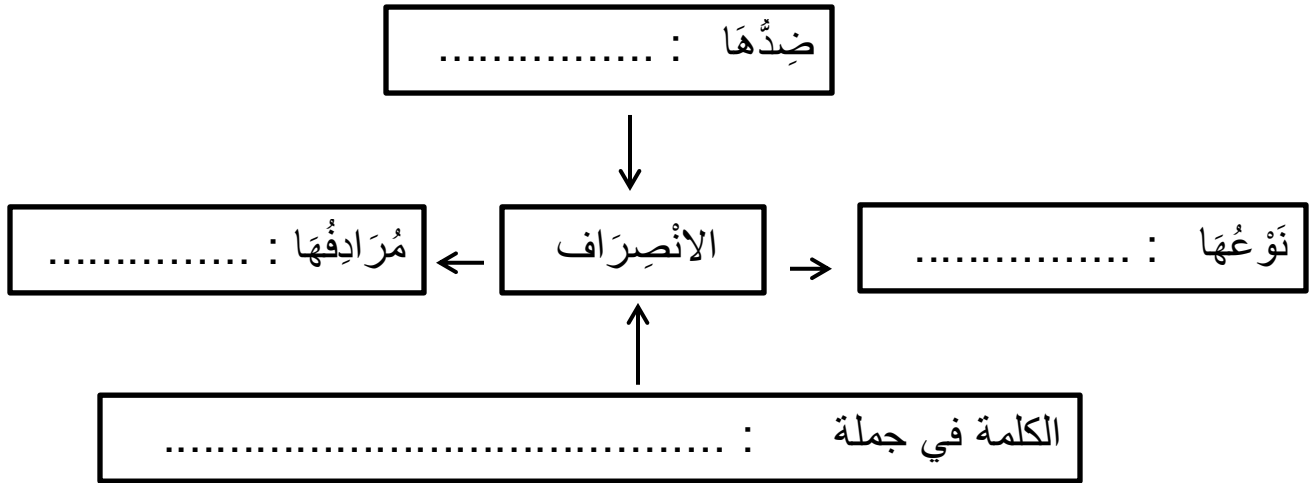 ضِدُّهَا : ................
نَوْعُهَا : ................
الانْصِرَاف
مُرَادِفُهَا : ...............
الكلمة في جملة : ..........................................